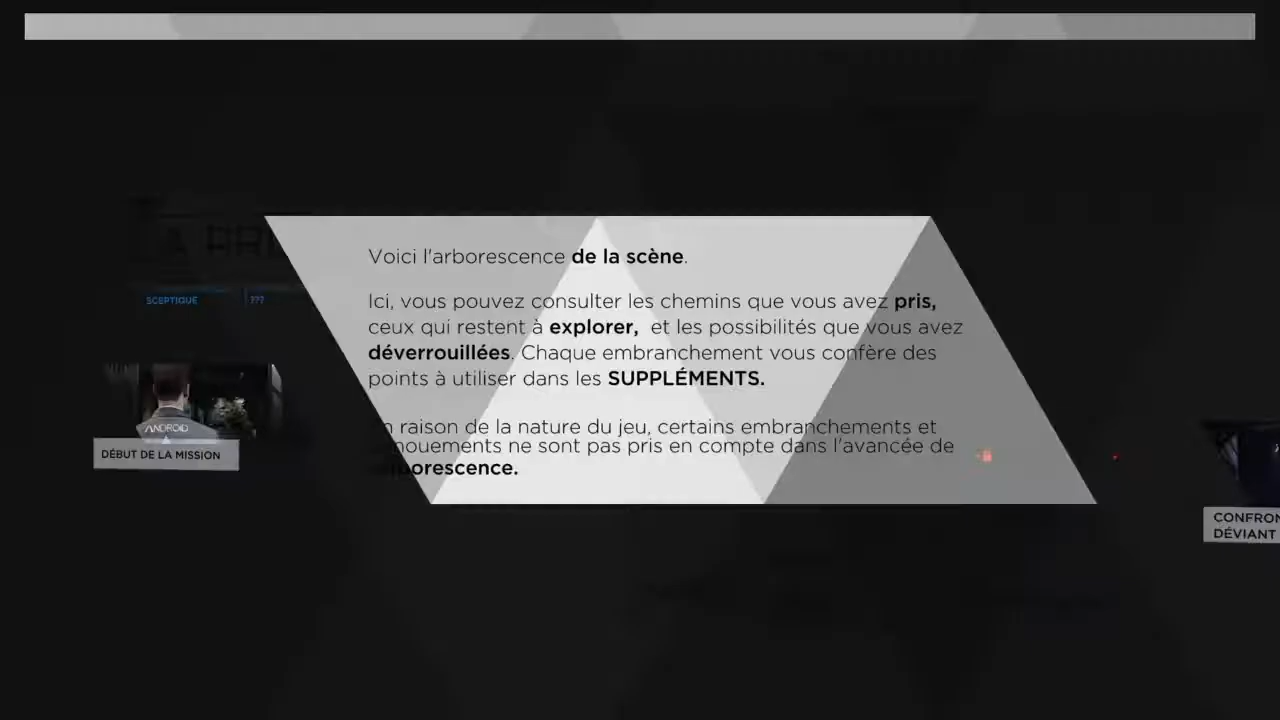 Voici l'arborescence de la scène.
Ici, vous pouvez consulter les chemins que vous avez pris,
ceux qui restent à explorer, et les possibilités que vous avez
déverrouillées. Chaque embranchement vous confère des
points à utiliser dans les SUPPLÉMENTS.
raison de la nature du jeu, certains embranchements et
ne sont pas pris en compte dans l'avancée de
SCEPTIQUE
???
ANDROID
DÉBUT DE LA MISSION
DÉVIANT